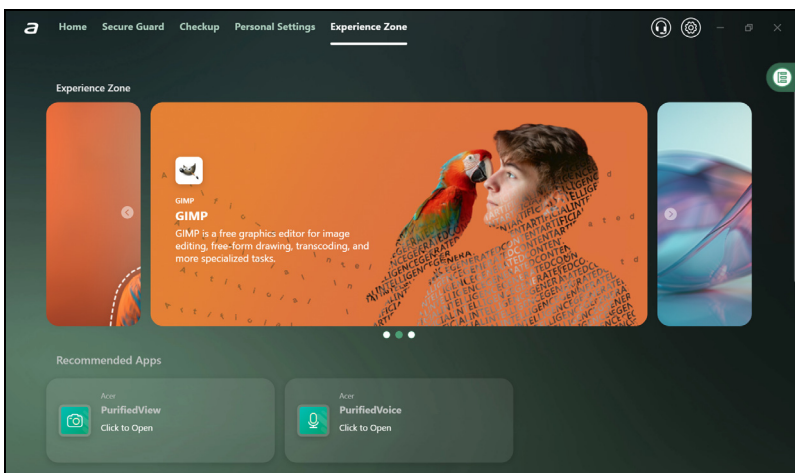 Home Secure Guard Checkup Personal Settings Experience Zone
Experience Zone
GIMP
GIMP
GIMP is a free graphics editor for image
editing, free-form drawing, transcoding, and
more specialized tasks.
Recommended Apps
Acer
PurifiedView
Click to Open
Acer
PurifiedVoice
Click to Open